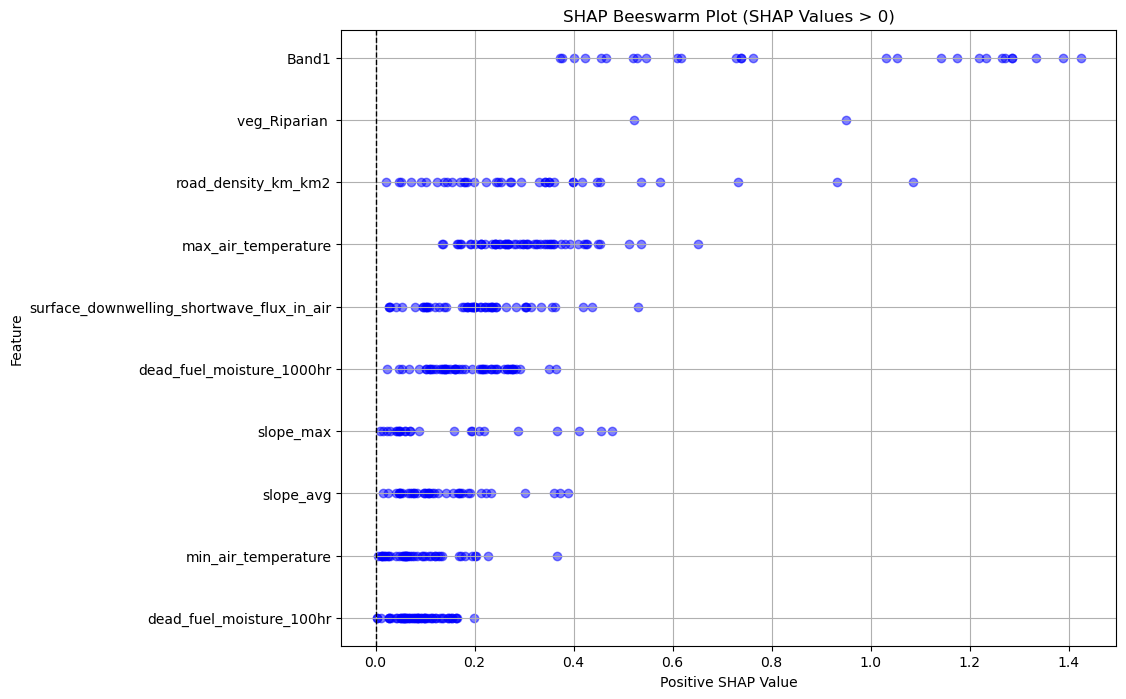 SHAP Beeswarm Plot (SHAP Values > 0)
Feature
Band1
veg_Riparian
road_density_km_km2
max_air_temperature
surface_downwelling_shortwave_flux_in_air
dead_fuel_moisture_1000hr
slope_max
slope_avg
min_air_temperature
dead_fuel_moisture_100hr
0.0 0.2 0.4 0.6 0.8 1.0 1.2 1.4
Positive SHAP Value